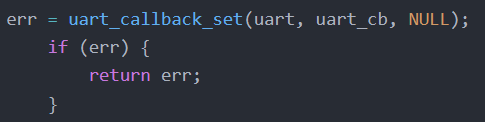 err = uart_callback_set(uart, uart_cb, NULL);
    if (err) {
        return err;
    }